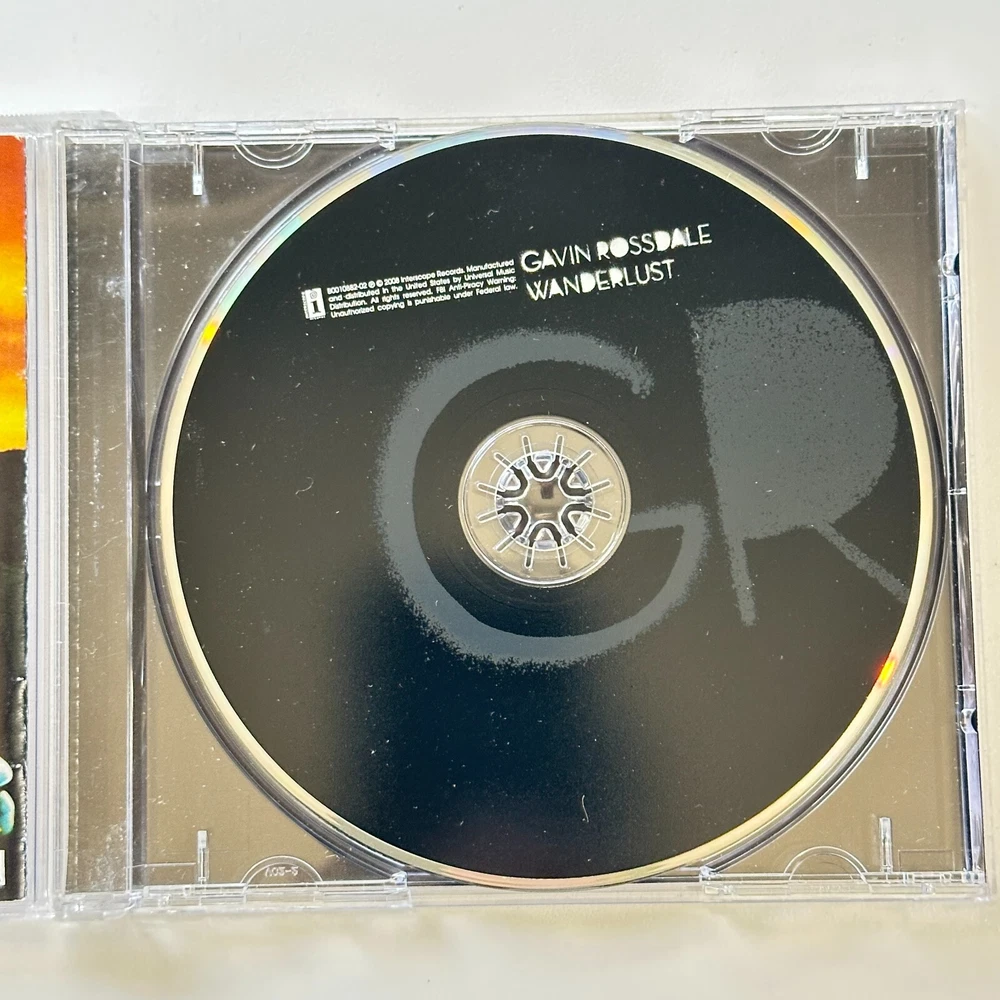 GAVIN ROSSDALE
WANDERLUST
B0010882-02 ℗ © 2008 Interscope Records. Manufactured
and distributed in the United States by Universal Music
Distribution. All rights reserved. FBI Anti-Piracy Warning:
Unauthorized copying is punishable under Federal law.
i
GR